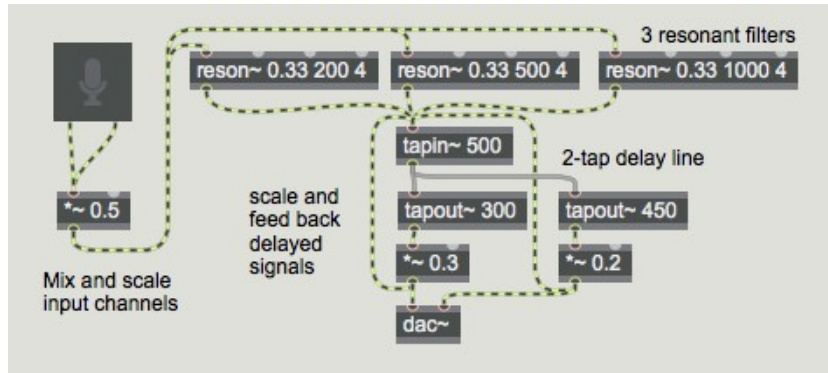 3 resonant filters
reson~ 0.33 200 4
reson~ 0.33 500 4
reson~ 0.33 1000 4
tapin~ 500
2-tap delay line
scale and
feed back
delayed
signals
*~ 0.5
tapout~ 300
tapout~ 450
*~ 0.3
*~ 0.2
Mix and scale
input channels
dac~